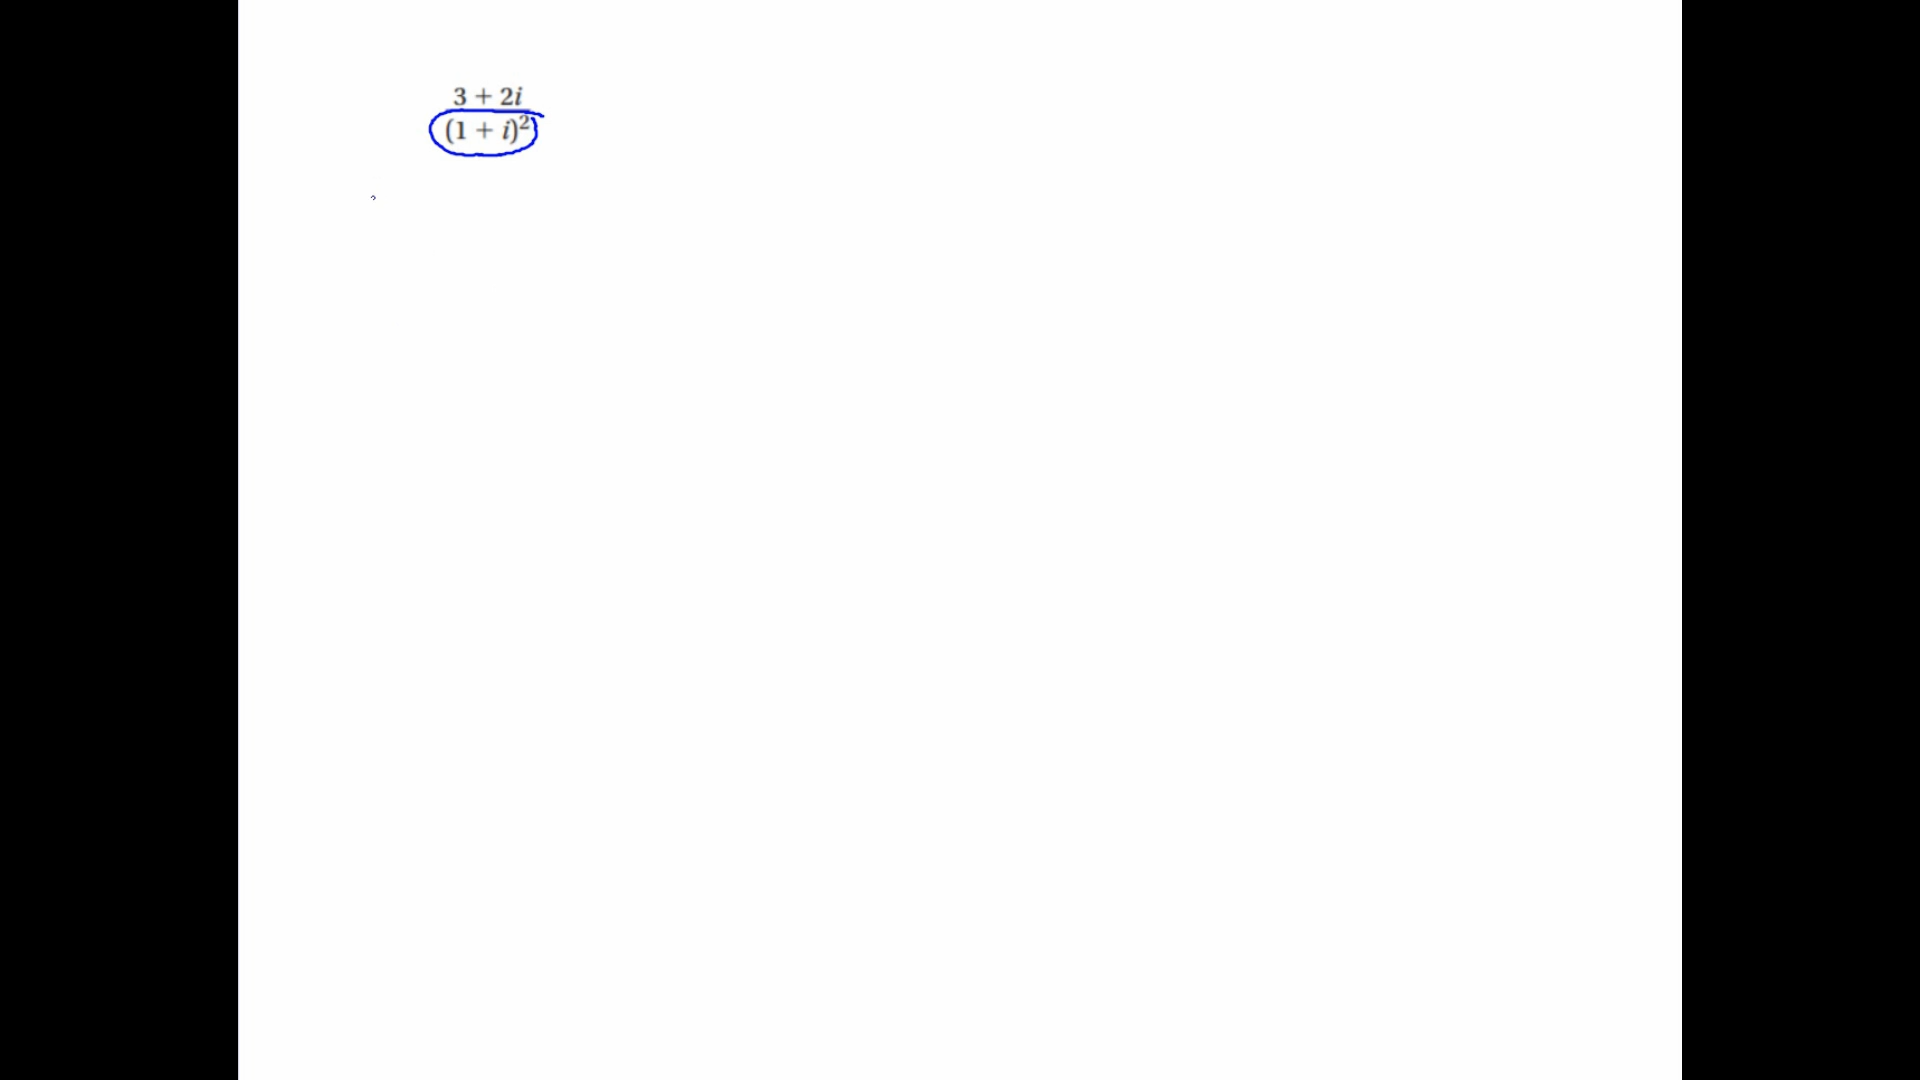 3 + 2i
(1 + i)²